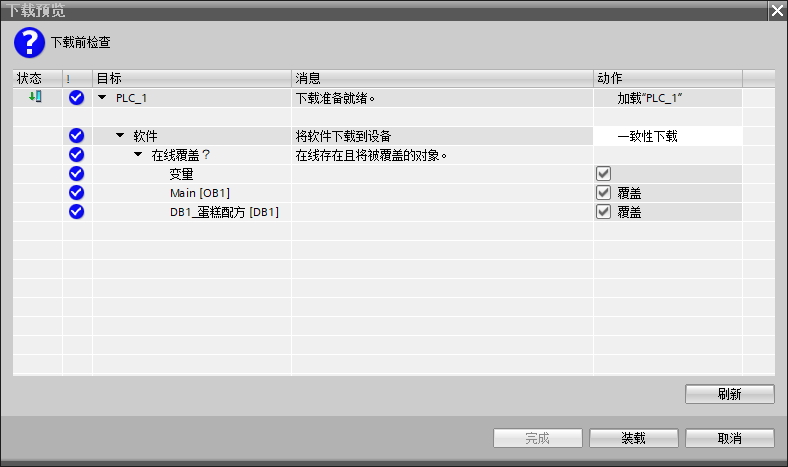 下载预览
?
下载前检查
状态 ! 目标 消息 动作
PLC_1 下载准备就绪。 加载"PLC_1"
软件 将软件下载到设备 一致性下载
在线覆盖？ 在线存在且将被覆盖的对象。
变量
Main [OB1] 覆盖
DB1_蛋糕配方 [DB1] 覆盖
刷新
完成 装载 取消